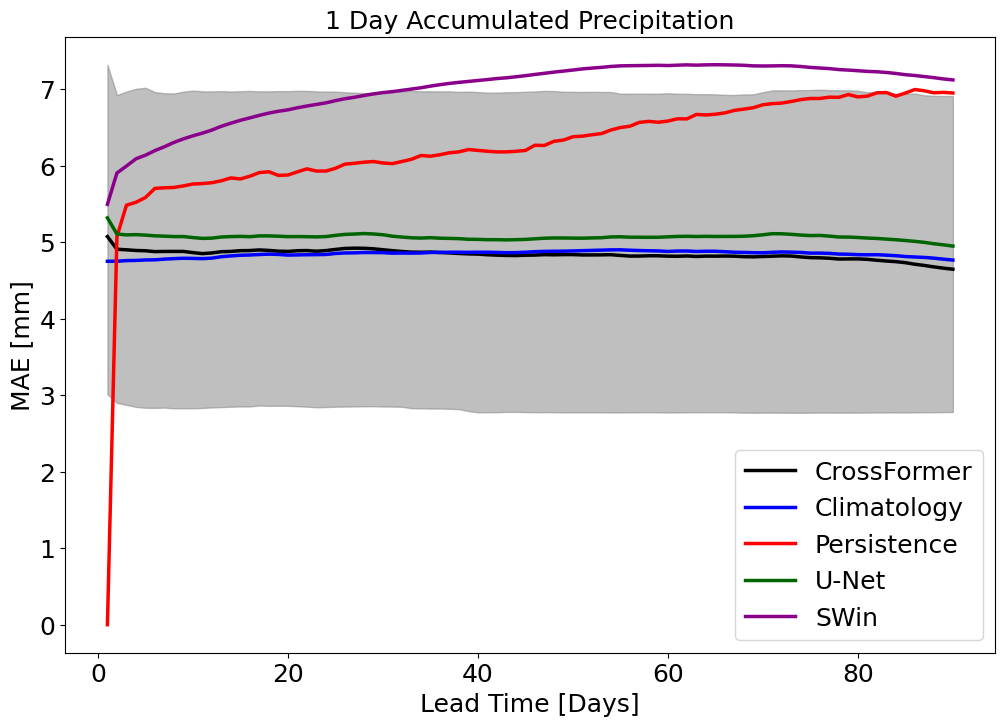 1 Day Accumulated Precipitation
MAE [mm]
7
6
5
4
3
2
1
0
CrossFormer
Climatology
Persistence
U-Net
SWin
0 20 40 60 80
Lead Time [Days]